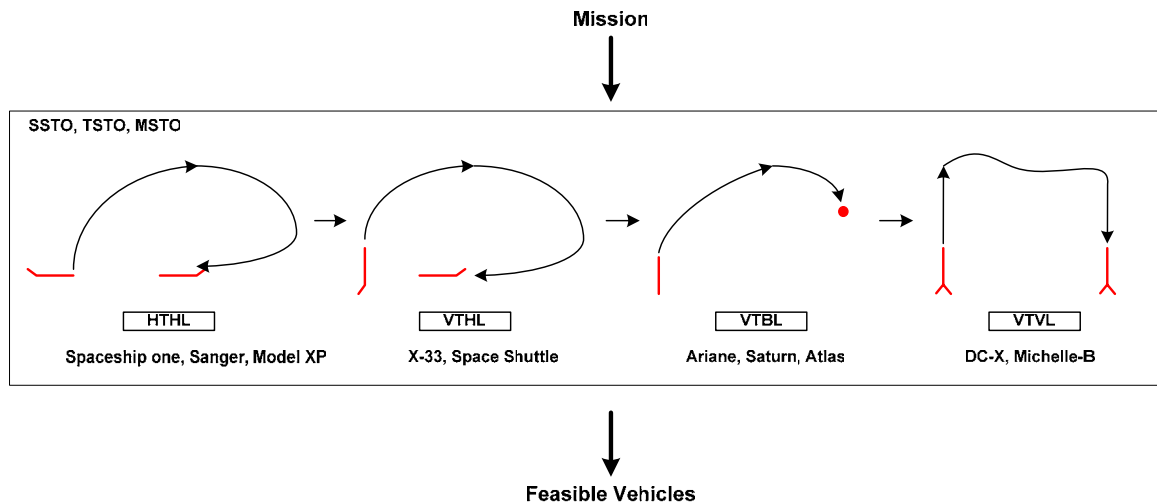 Mission
SSTO, TSTO, MSTO
HTHL
VTHL
VTBL
VTVL
Spaceship one, Sanger, Model XP
X-33, Space Shuttle
Ariane, Saturn, Atlas
DC-X, Michelle-B
Feasible Vehicles